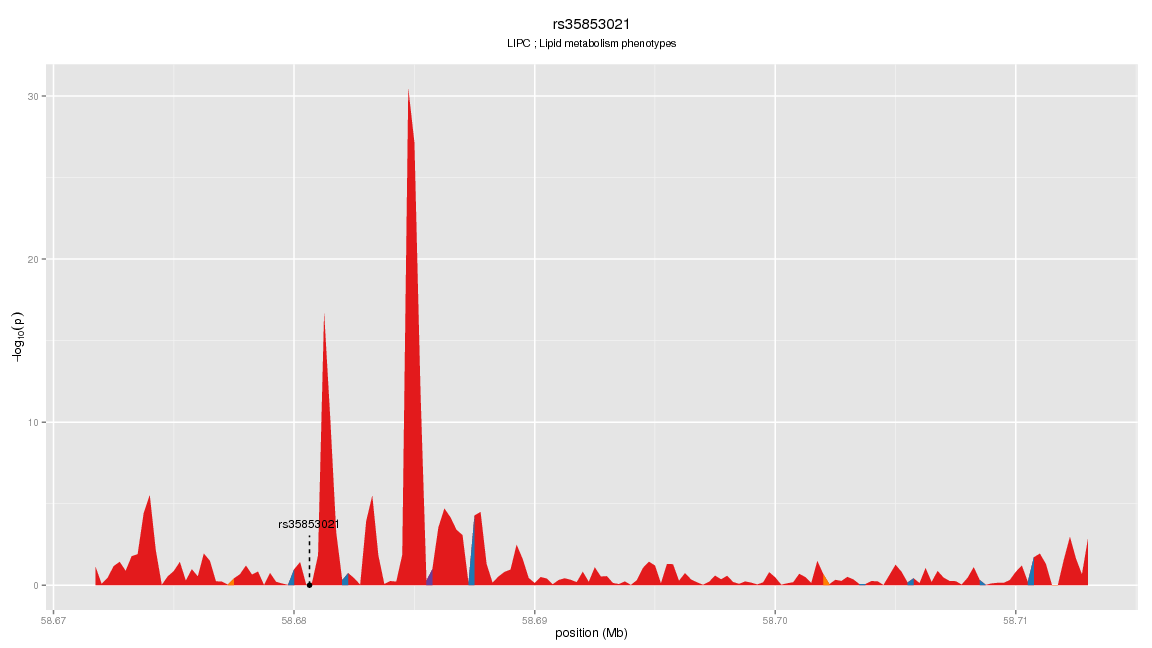 rs35853021
LIPC ; Lipid metabolism phenotypes
30
20
10
0
−log10(p)
rs35853021
58.67
58.68
58.69
58.70
58.71
position (Mb)